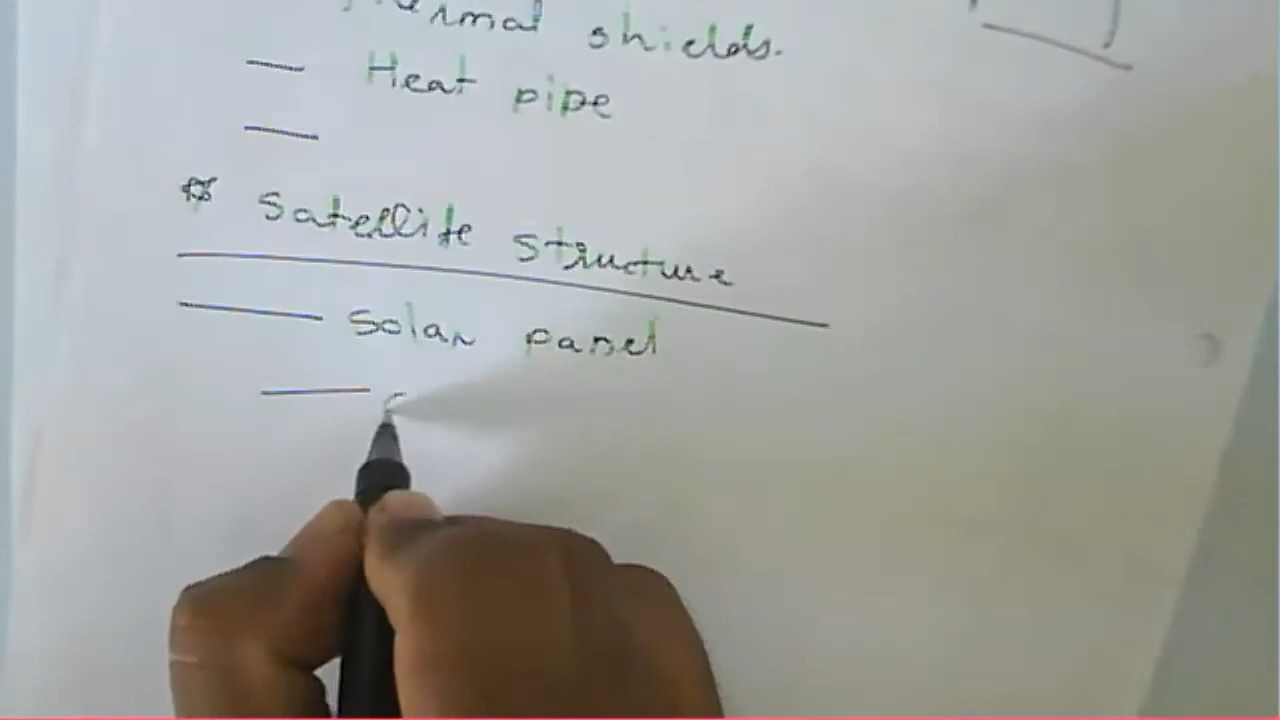 shields.
— Heat pipe
—
* Satellite structure
— Solar panel
—